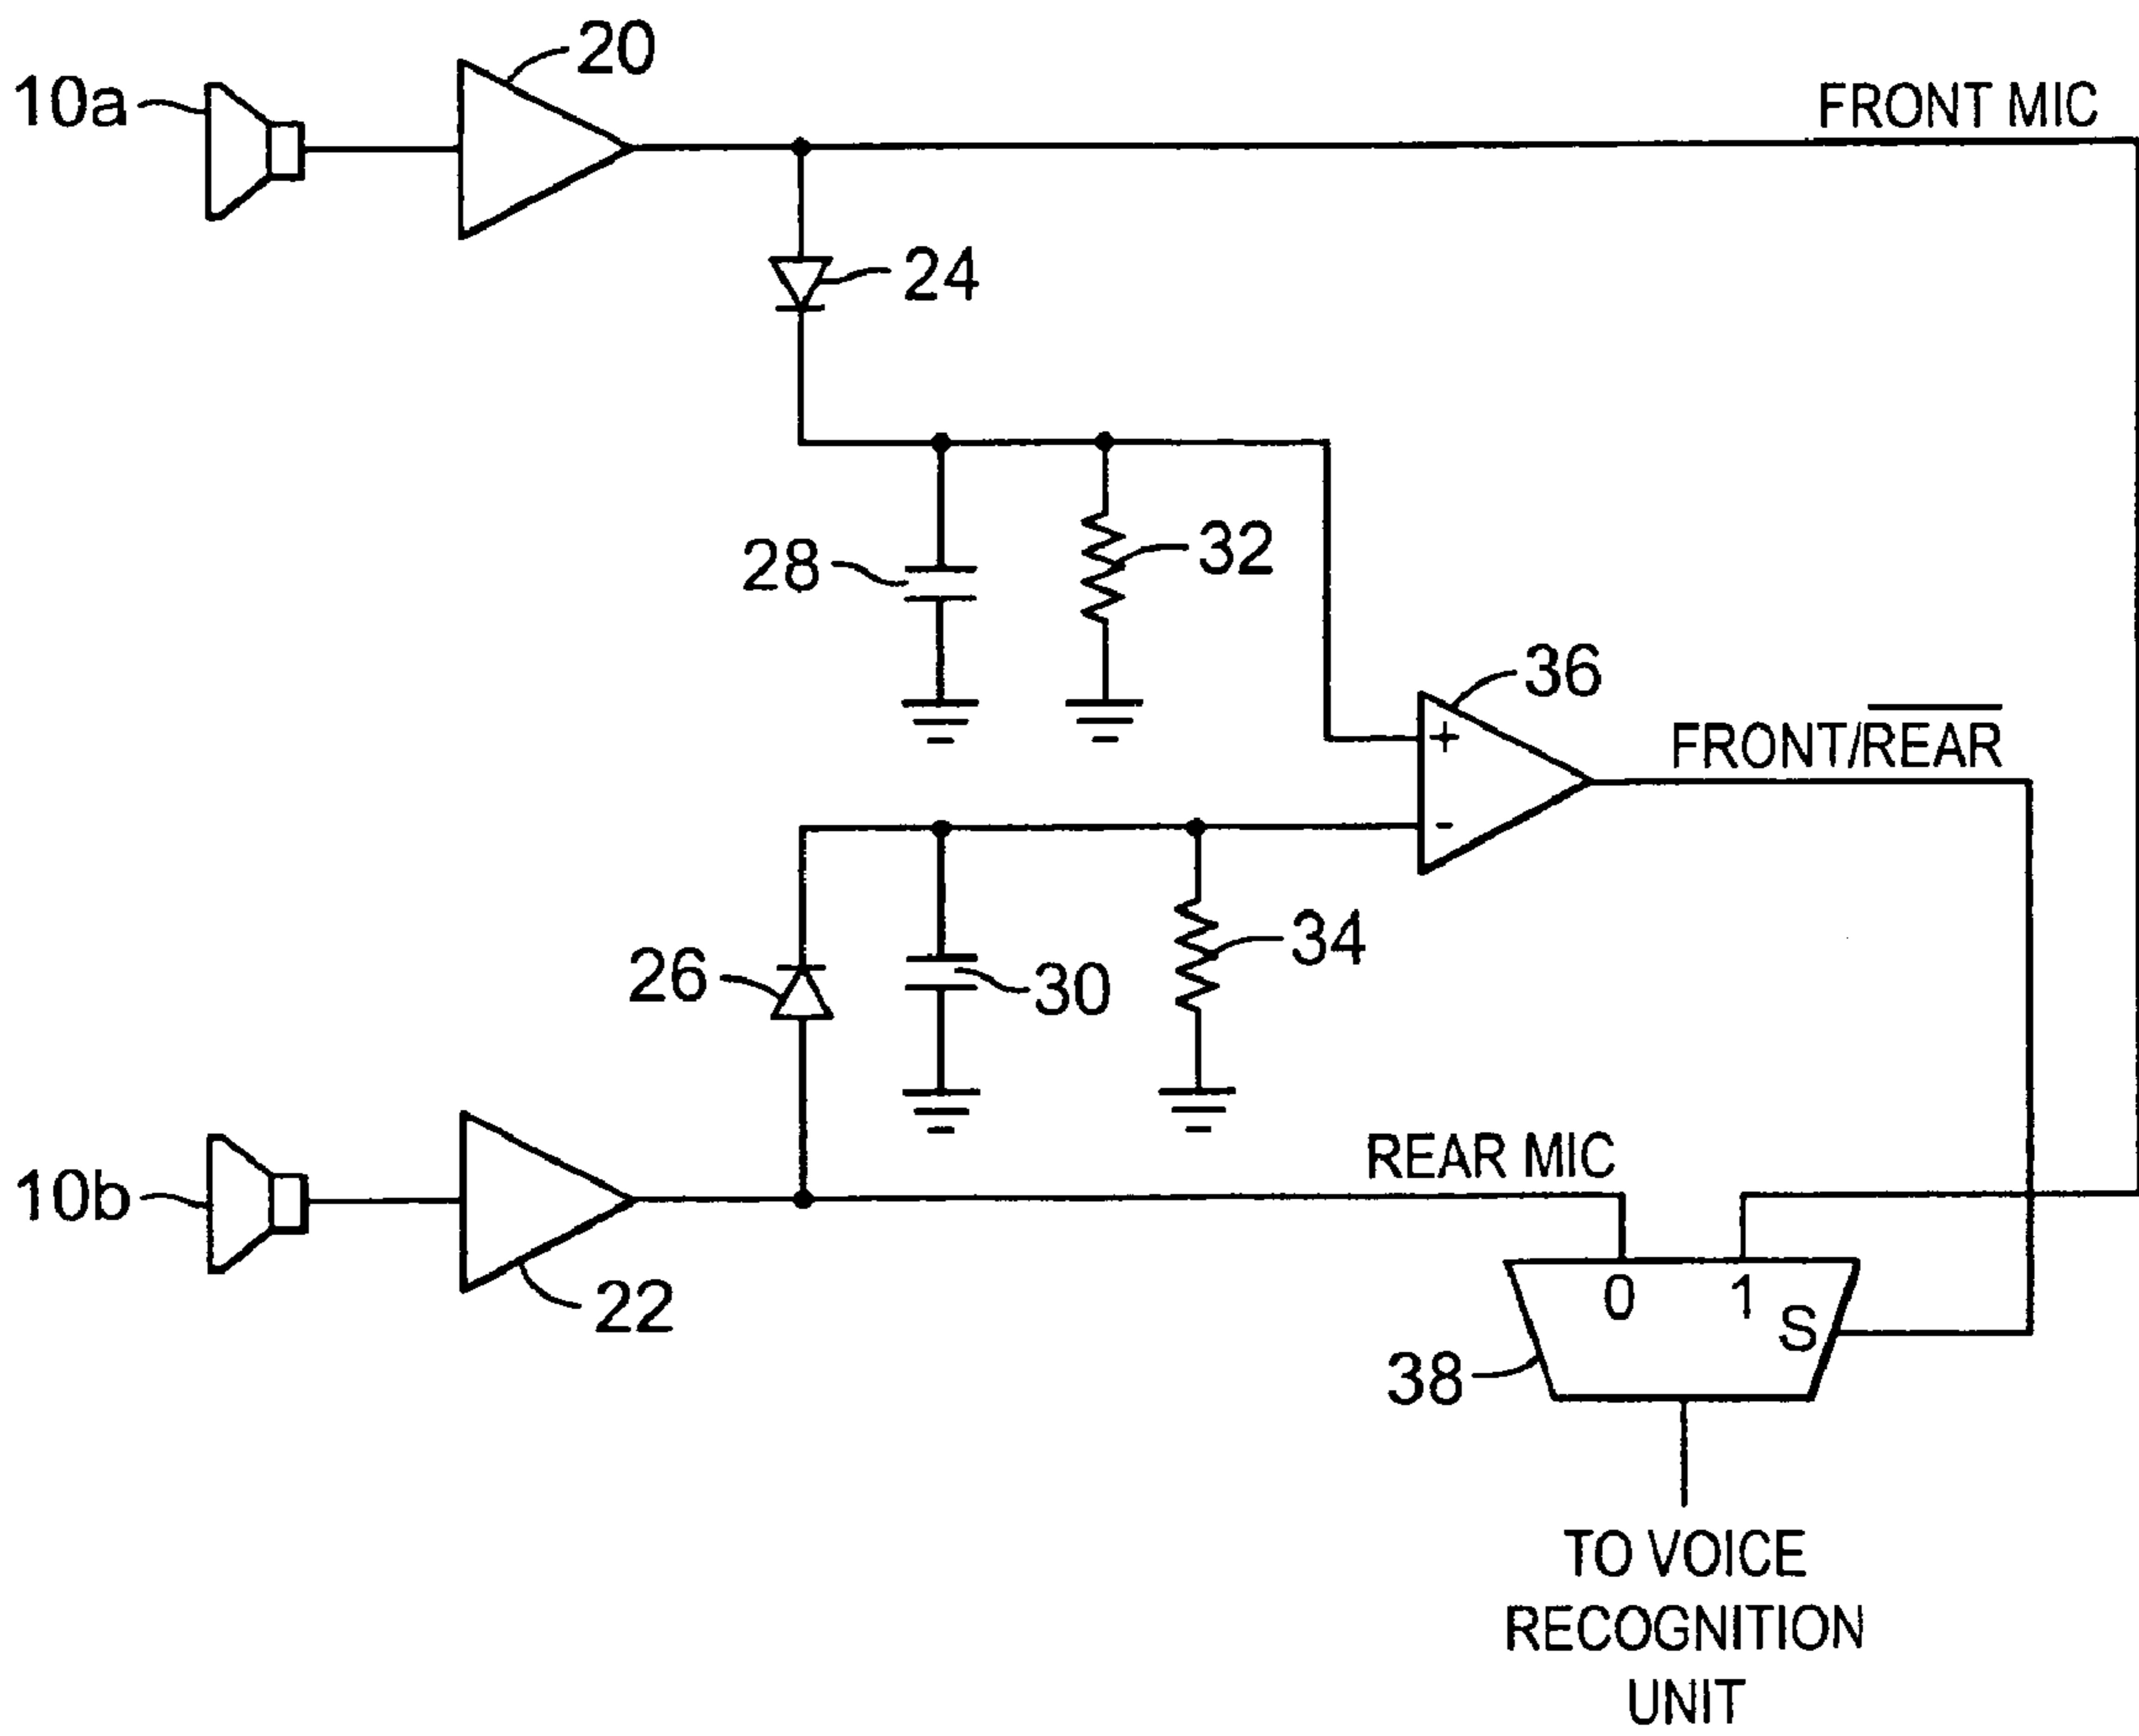 20
10a
FRONT MIC
24
28
32
36
+
FRONT/REAR
-
26
30
34
REAR MIC
10b
22
0 1 S
38
TO VOICE
RECOGNITION
UNIT